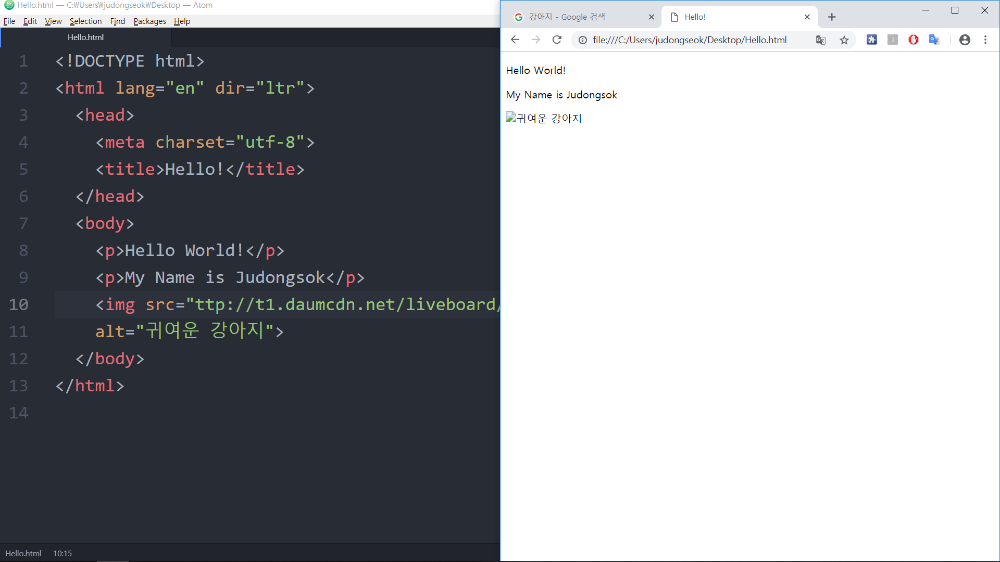 Hello.html — C:₩Users₩judongseok₩Desktop — Atom
File Edit View Selection Find Packages Help
Hello.html
1 <!DOCTYPE html>
2 <html lang="en" dir="ltr">
3 <head>
4 <meta charset="utf-8">
5 <title>Hello!</title>
6 </head>
7 <body>
8 <p>Hello World!</p>
9 <p>My Name is Judongsok</p>
10 <img src="ttp://t1.daumcdn.net/liveboard/
11 alt="귀여운 강아지">
12 </body>
13 </html>
14
Hello.html 10:15
강아지 - Google 검색
Hello!
file:///C:/Users/judongseok/Desktop/Hello.html
Hello World!
My Name is Judongsok
귀여운 강아지